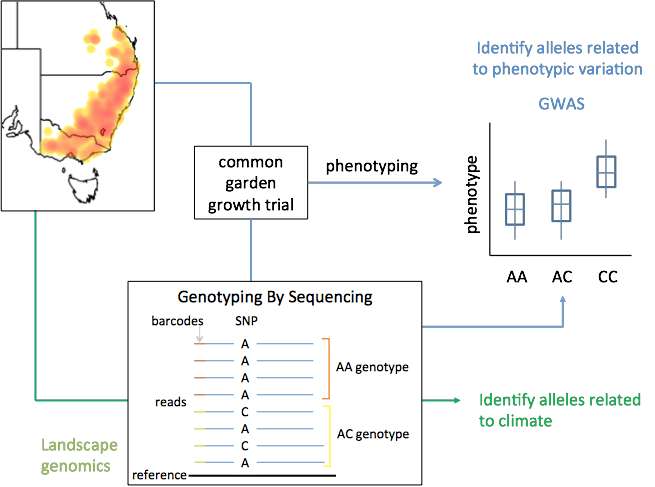 Identify alleles related
to phenotypic variation
GWAS
common
garden
growth trial
phenotyping
phenotype
AA
AC
CC
Genotyping By Sequencing
barcodes
SNP
A
A
A
A
AA genotype
reads
C
A
C
A
AC genotype
reference
Identify alleles related
to climate
Landscape
genomics